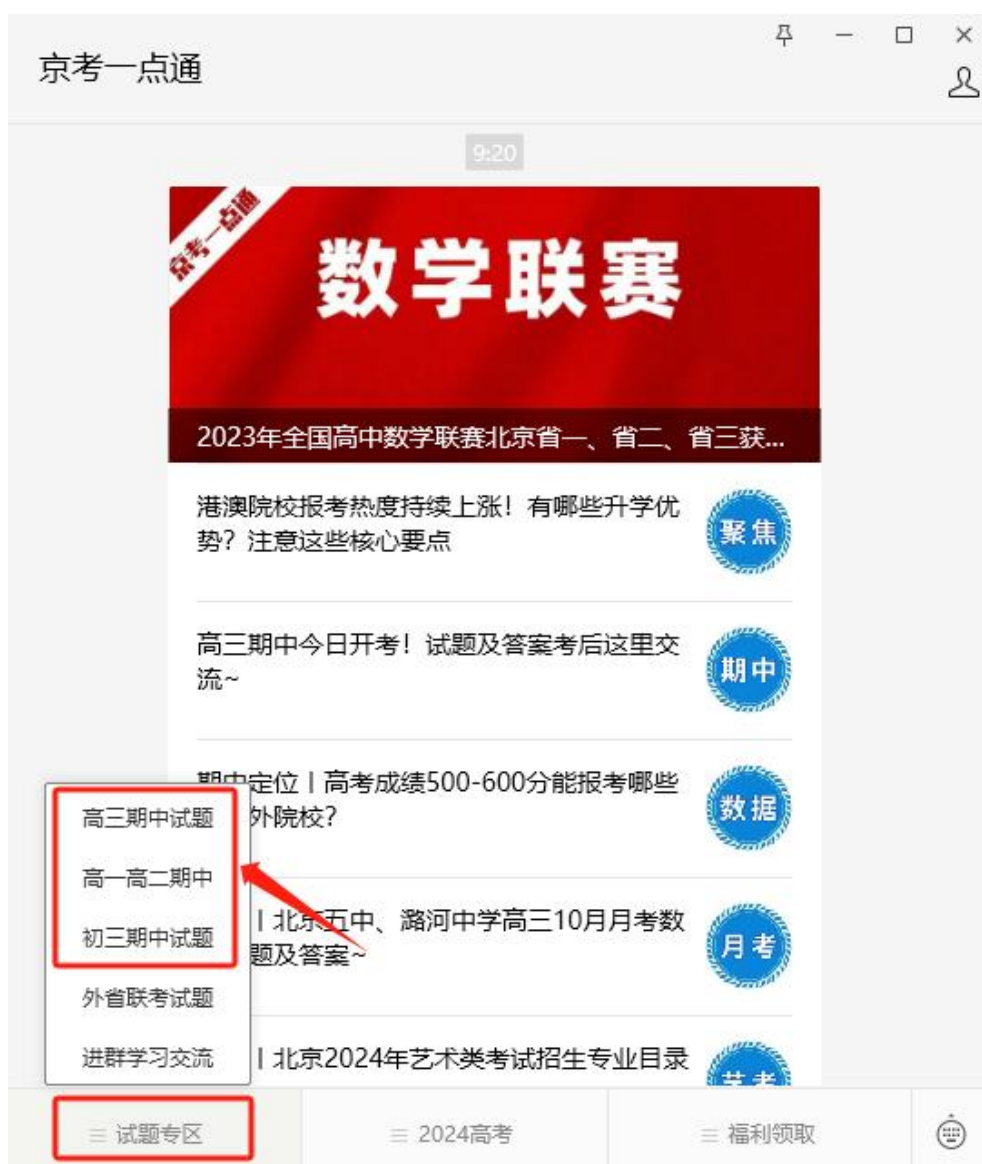 京考一点通
9:20
京考一点通
数学联赛
2023年全国高中数学联赛北京省一、省二、省三获...
港澳院校报考热度持续上涨！有哪些升学优
势？注意这些核心要点
聚焦
高三期中今日开考！试题及答案考后这里交
流~
期中
期中定位丨高考成绩500-600分能报考哪些
外院校？
数据
丨北京五中、潞河中学高三10月月考数
题及答案~
月考
丨北京2024年艺术类考试招生专业目录
艺考
高三期中试题
高一高二期中
初三期中试题
外省联考试题
进群学习交流
试题专区
2024高考
福利领取